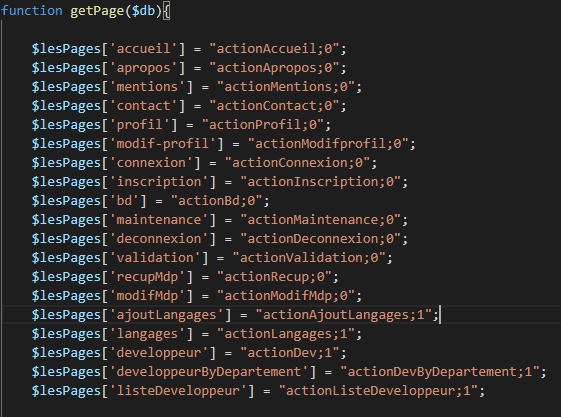 function getPage($db){
$lesPages['accueil'] = "actionAccueil;0";
$lesPages['apropos'] = "actionApropos;0";
$lesPages['mentions'] = "actionMentions;0";
$lesPages['contact'] = "actionContact;0";
$lesPages['profil'] = "actionProfil;0";
$lesPages['modif-profil'] = "actionModifprofil;0";
$lesPages['connexion'] = "actionConnexion;0";
$lesPages['inscription'] = "actionInscription;0";
$lesPages['bd'] = "actionBd;0";
$lesPages['maintenance'] = "actionMaintenance;0";
$lesPages['deconnexion'] = "actionDeconnexion;0";
$lesPages['validation'] = "actionValidation;0";
$lesPages['recupMdp'] = "actionRecup;0";
$lesPages['modifMdp'] = "actionModifMdp;0";
$lesPages['ajoutLangages'] = "actionAjoutLangages;1";
$lesPages['langages'] = "actionLangages;1";
$lesPages['developpeur'] = "actionDev;1";
$lesPages['developpeurByDepartement'] = "actionDevByDepartement;1";
$lesPages['listeDeveloppeur'] = "actionListeDeveloppeur;1";